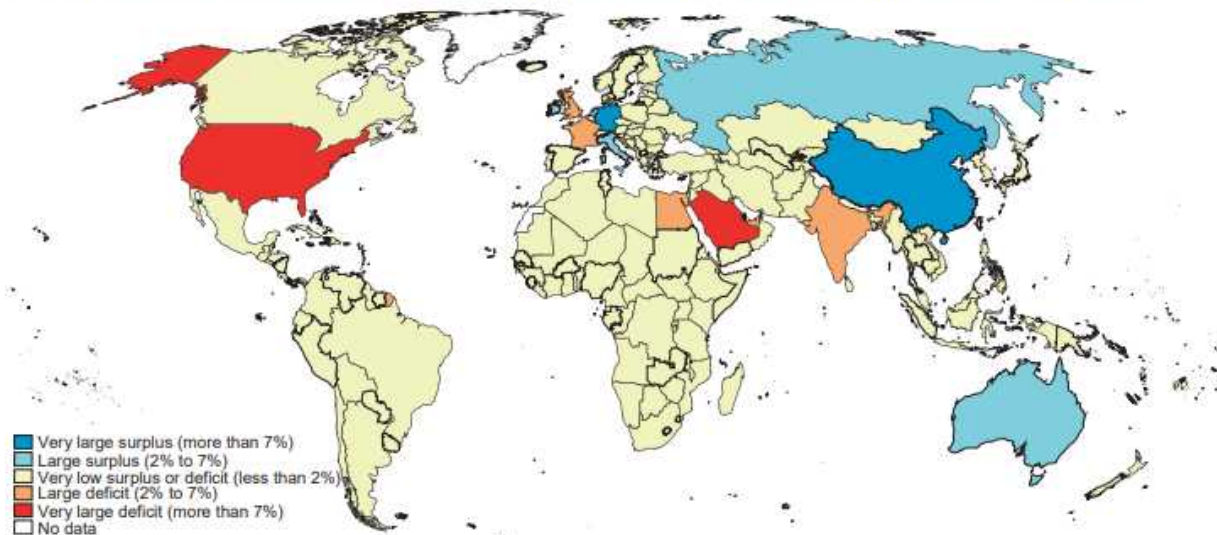 Very large surplus (more than 7%)
Large surplus (2% to 7%)
Very low surplus or deficit (less than 2%)
Large deficit (2% to 7%)
Very large deficit (more than 7%)
No data